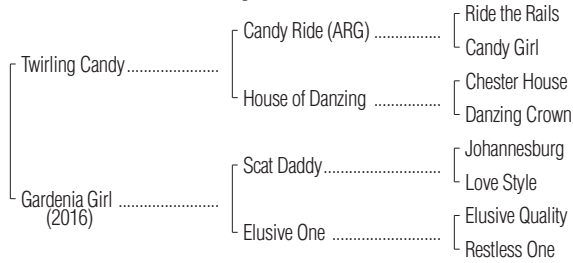 Ride the Rails
Candy Ride (ARG) ................
Candy Girl
Twirling Candy ......................
Chester House
House of Danzing ................
Danzing Crown
Johannesburg
Scat Daddy............................
Love Style
Gardenia Girl ........................
(2016)
Elusive Quality
Elusive One ..........................
Restless One